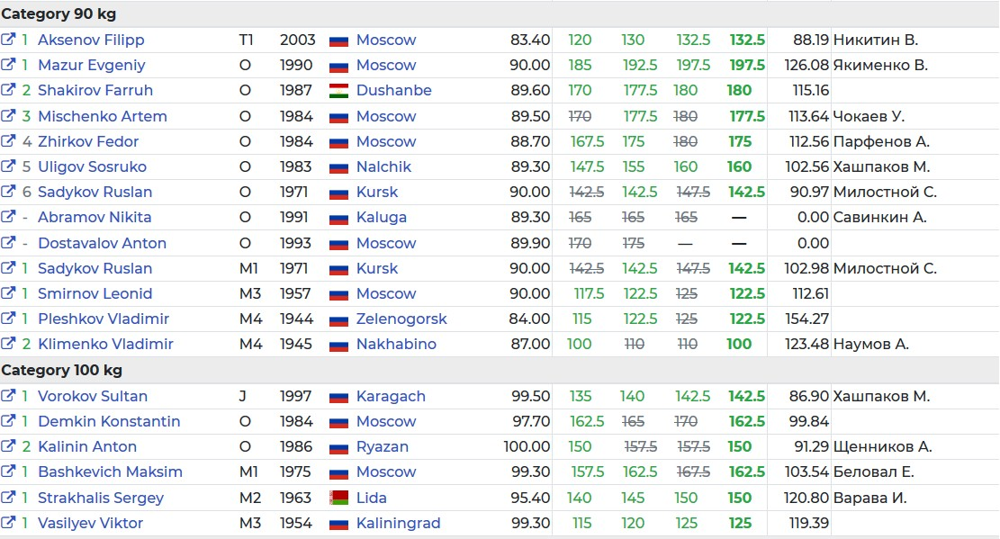 Category 90 kg
1 Aksenov Filipp T1 2003 Moscow 83.40 120 130 132.5 132.5 88.19 Никитин В.
1 Mazur Evgeniy O 1990 Moscow 90.00 185 192.5 197.5 197.5 126.08 Якименко В.
2 Shakirov Farruh O 1987 Dushanbe 89.60 170 177.5 180 180 115.16
3 Mischenko Artem O 1984 Moscow 89.50 170 177.5 180 177.5 113.64 Чокаев У.
4 Zhirkov Fedor O 1984 Moscow 88.70 167.5 175 180 175 112.56 Парфенов А.
5 Uligov Sosruko O 1983 Nalchik 89.30 147.5 155 160 160 102.56 Хашпаков М.
6 Sadykov Ruslan O 1971 Kursk 90.00 142.5 142.5 147.5 142.5 90.97 Милостной С.
- Abramov Nikita O 1991 Kaluga 89.30 165 165 165 — 0.00 Савинкин А.
- Dostavalov Anton O 1993 Moscow 89.90 170 175 — — 0.00
1 Sadykov Ruslan M1 1971 Kursk 90.00 142.5 142.5 147.5 142.5 102.98 Милостной С.
1 Smirnov Leonid M3 1957 Moscow 90.00 117.5 122.5 125 122.5 112.61
1 Pleshkov Vladimir M4 1944 Zelenogorsk 84.00 115 122.5 125 122.5 154.27
2 Klimenko Vladimir M4 1945 Nakhabino 87.00 100 110 110 100 123.48 Наумов А.
Category 100 kg
1 Vorokov Sultan J 1997 Karagach 99.50 135 140 142.5 142.5 86.90 Хашпаков М.
1 Demkin Konstantin O 1984 Moscow 97.70 162.5 165 170 162.5 99.84
2 Kalinin Anton O 1986 Ryazan 100.00 150 157.5 157.5 150 91.29 Щенников А.
1 Bashkevich Maksim M1 1975 Moscow 99.30 157.5 162.5 167.5 162.5 103.54 Беловал Е.
1 Strakhalis Sergey M2 1963 Lida 95.40 140 145 150 150 120.80 Варава И.
1 Vasilyev Viktor M3 1954 Kaliningrad 99.30 115 120 125 125 119.39